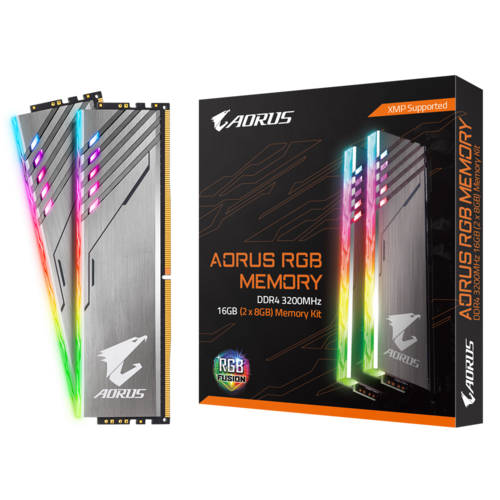 AORUS
AORUS
XMP Supported
AORUS RGB
MEMORY
DDR4 3200MHz
16GB (2 x 8GB) Memory Kit
RGB
FUSION
AORUS RGB MEMORY
DDR4 3200MHz 16GB (2 x 8GB) Memory Kit
AORUS